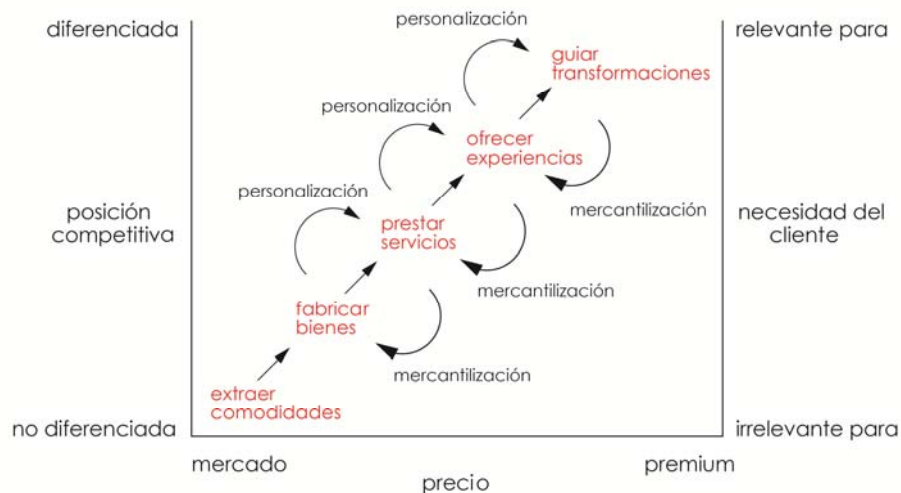 diferenciada
personalización
relevante para
guiar
transformaciones
personalización
ofrecer
experiencias
personalización
mercantilización
posición
competitiva
prestar
servicios
necesidad del
cliente
mercantilización
fabricar
bienes
mercantilización
extraer
comodidades
no diferenciada
irrelevante para
mercado
premium
precio